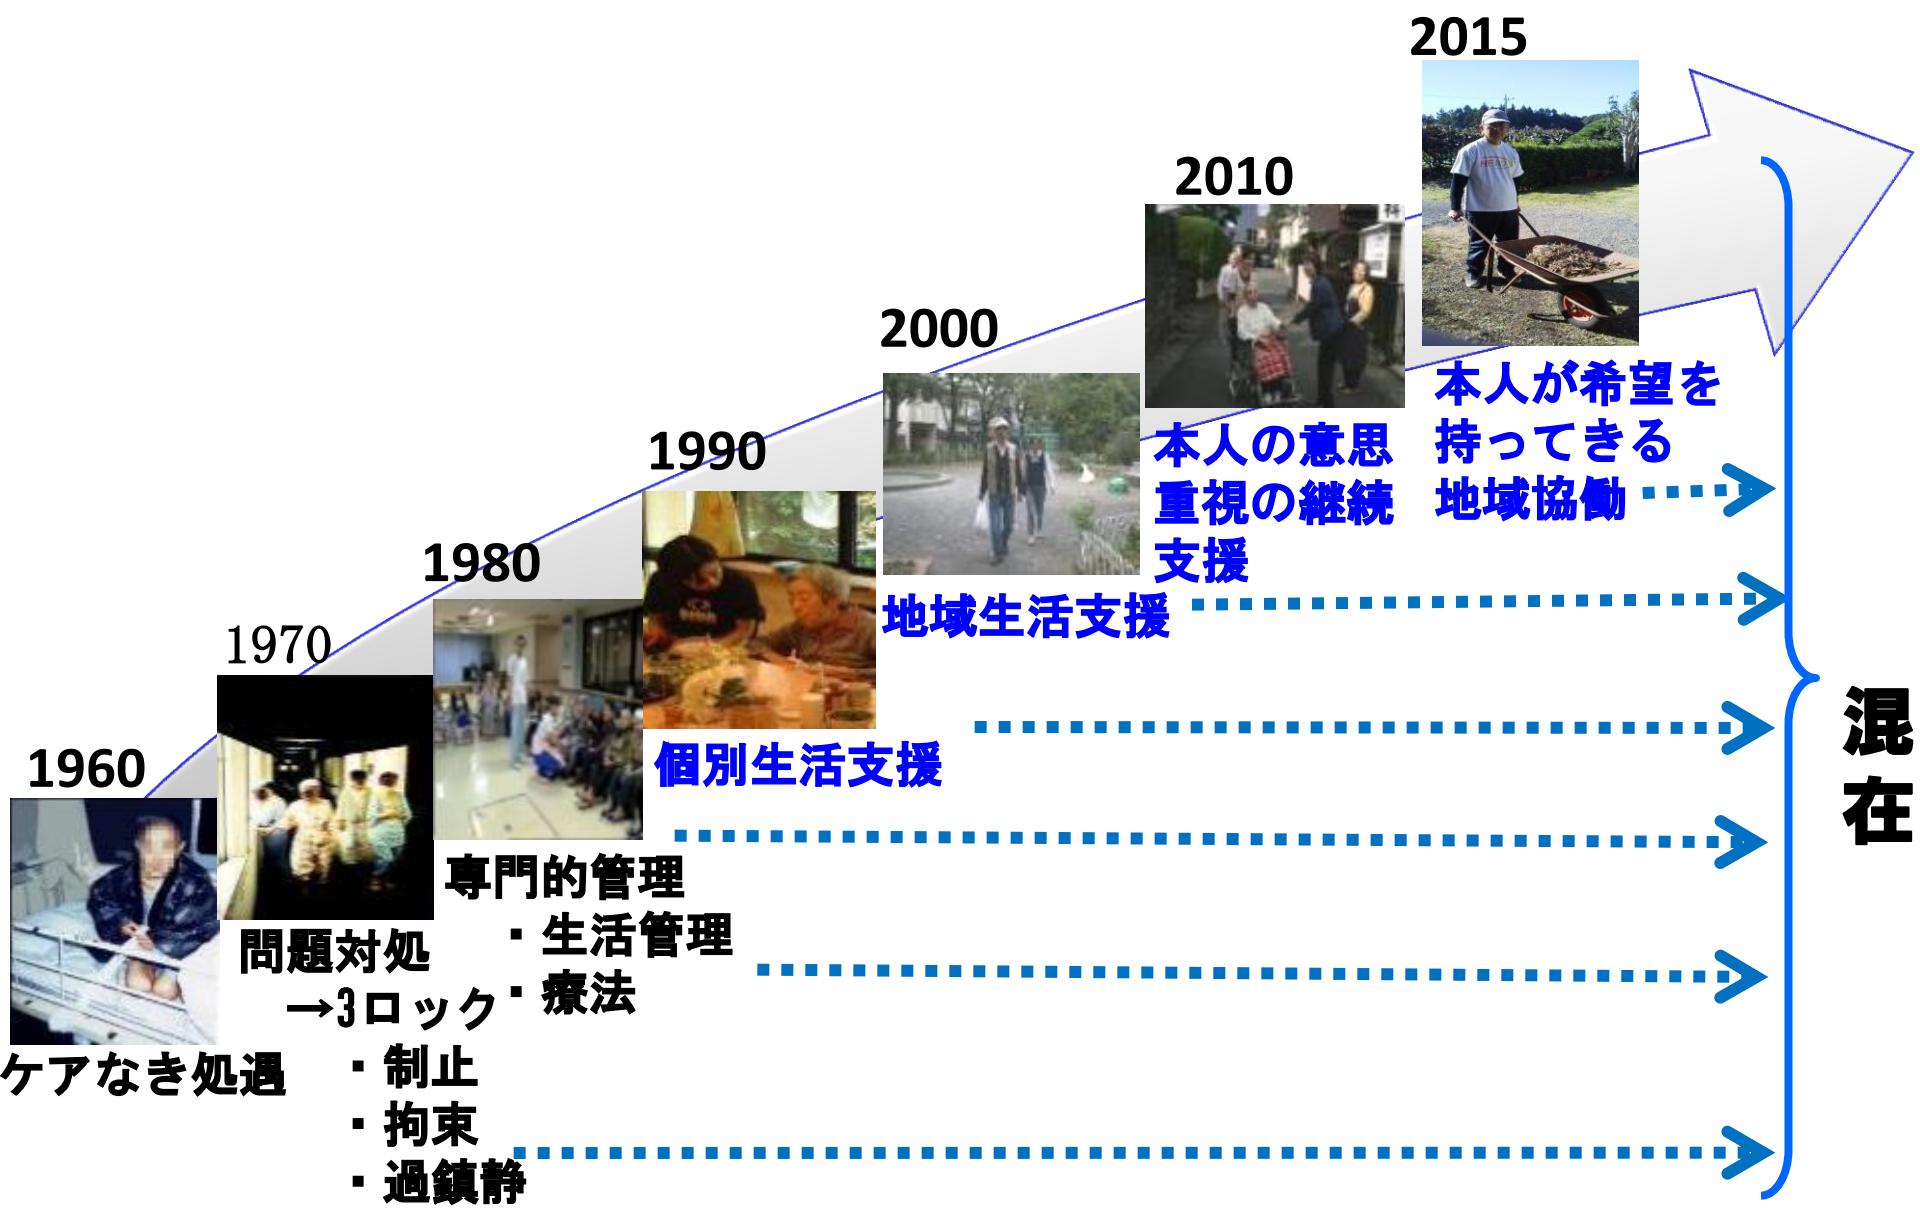 1960
ケアなき処遇
1970
問題対処
→3ロック
・制止
・拘束
・過鎮静
1980
専門的管理
・生活管理
・療法
1990
個別生活支援
2000
地域生活支援
2010
本人の意思
重視の継続
支援
2015
本人が希望を
持ってきる
地域協働
混
在